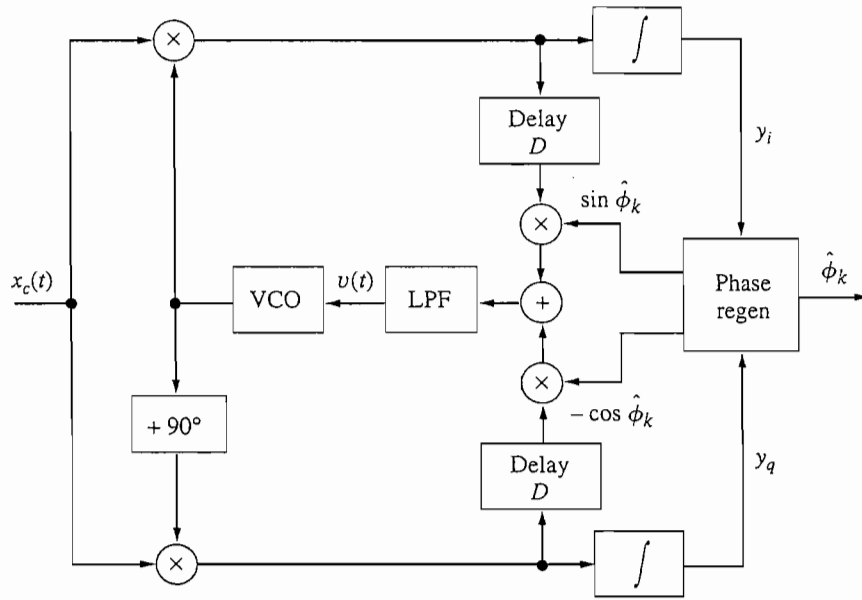 ×
∫
Delay
D
y_i
×
sin φ̂_k
x_c(t)
VCO
v(t)
LPF
+
Phase
regen
φ̂_k
×
− cos φ̂_k
+ 90°
Delay
D
y_q
×
∫